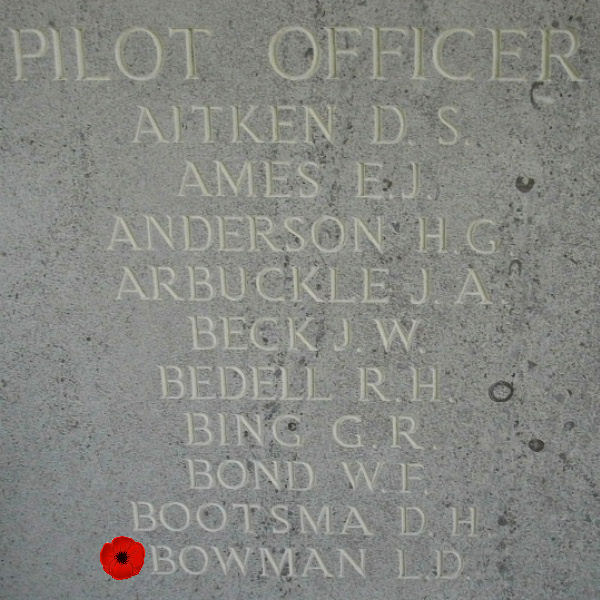 PILOT OFFICER
AITKEN D. S.
AMES E.J.
ANDERSON H.G
ARBUCKLE J. A.
BECK J. W.
BEDELL R. H.
BING G. R.
BOND W. F.
BOOTSMA D. H
BOWMAN L.D.